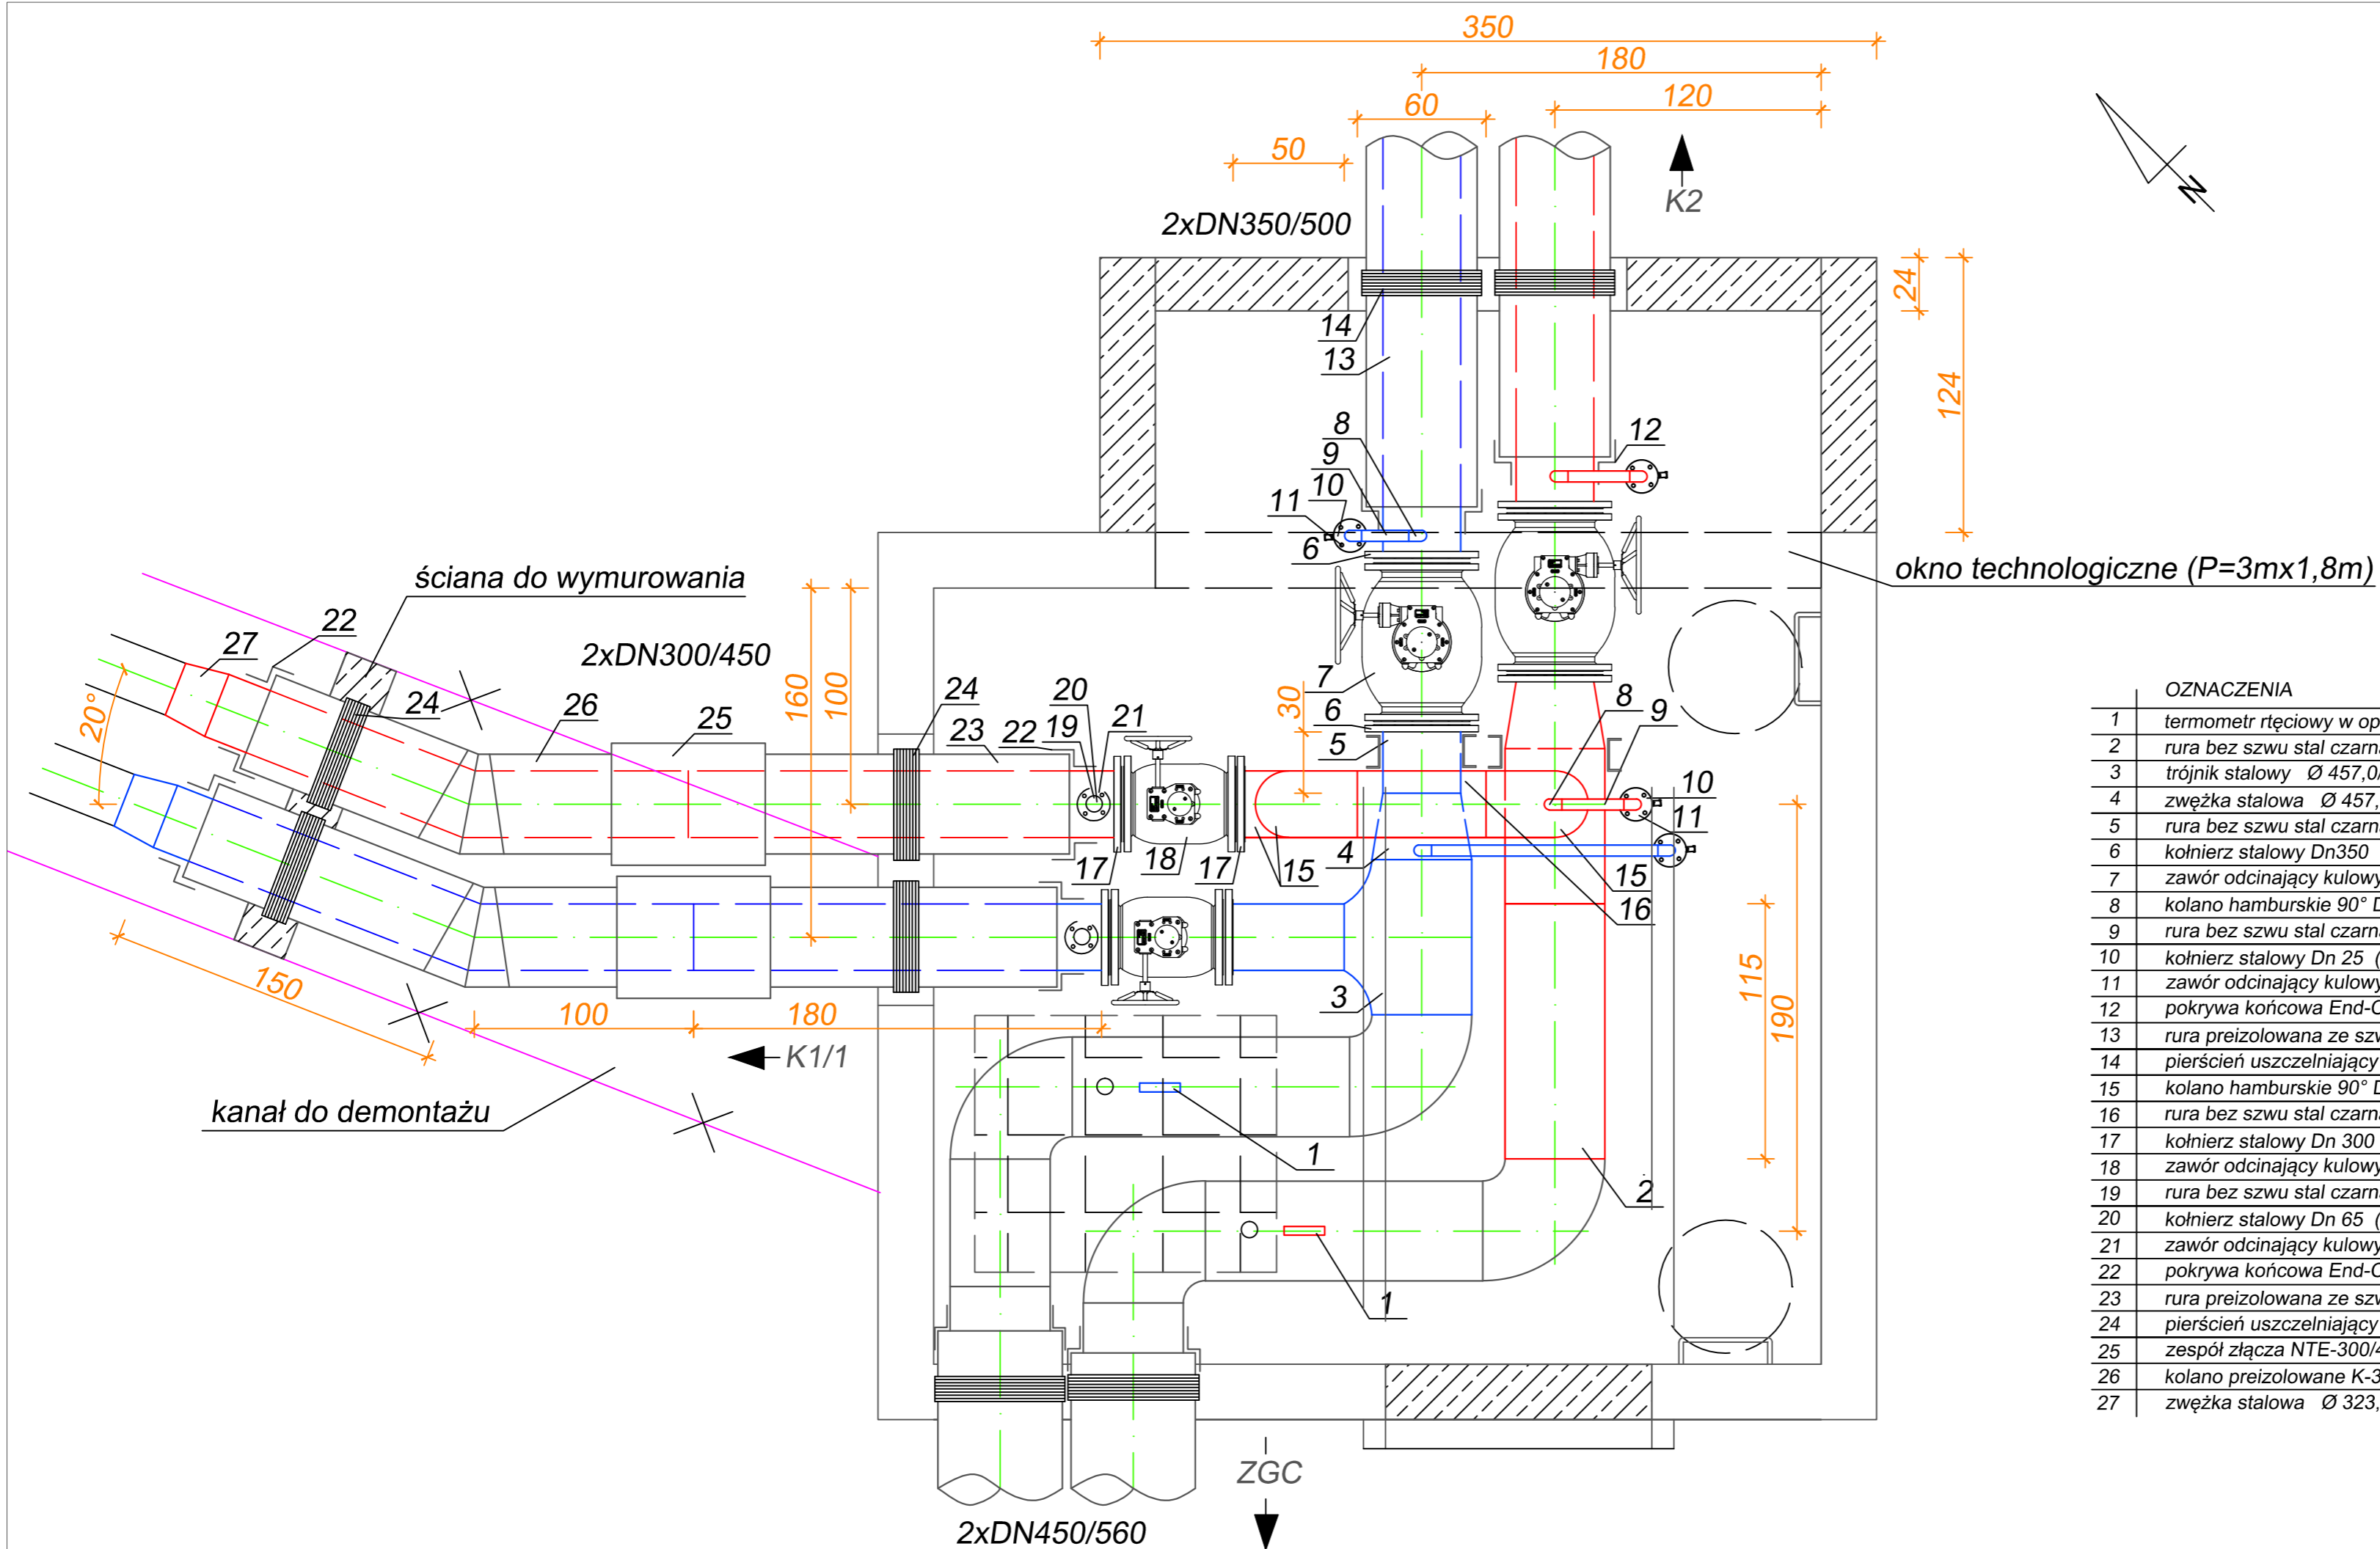 350
180
120
60
50
K2
N
2xDN350/500
24
124
14
13
8
9
10
11
12
6
okno technologiczne (P=3mx1,8m)
ściana do wymurowania
22
27
2xDN300/450
24
20°
26
25
160
100
24
23
22
19
20
21
7
30
6
5
8
9
10
11
17
18
17
15
4
15
16
3
115
190
150
100
180
K1/1
kanał do demontażu
1
2
1
ZGC
2xDN450/560
OZNACZENIA
1 termometr rtęciowy w op
2 rura bez szwu stal czarn
3 trójnik stalowy Ø 457,0/
4 zwężka stalowa Ø 457,
5 rura bez szwu stal czarn
6 kołnierz stalowy Dn350
7 zawór odcinający kulowy
8 kolano hamburskie 90° D
9 rura bez szwu stal czarn
10 kołnierz stalowy Dn 25 (
11 zawór odcinający kulowy
12 pokrywa końcowa End-C
13 rura preizolowana ze szw
14 pierścień uszczelniający
15 kolano hamburskie 90° D
16 rura bez szwu stal czarn
17 kołnierz stalowy Dn 300
18 zawór odcinający kulowy
19 rura bez szwu stal czarn
20 kołnierz stalowy Dn 65 (
21 zawór odcinający kulowy
22 pokrywa końcowa End-C
23 rura preizolowana ze szw
24 pierścień uszczelniający
25 zespół złącza NTE-300/4
26 kolano preizolowane K-3
27 zwężka stalowa Ø 323,